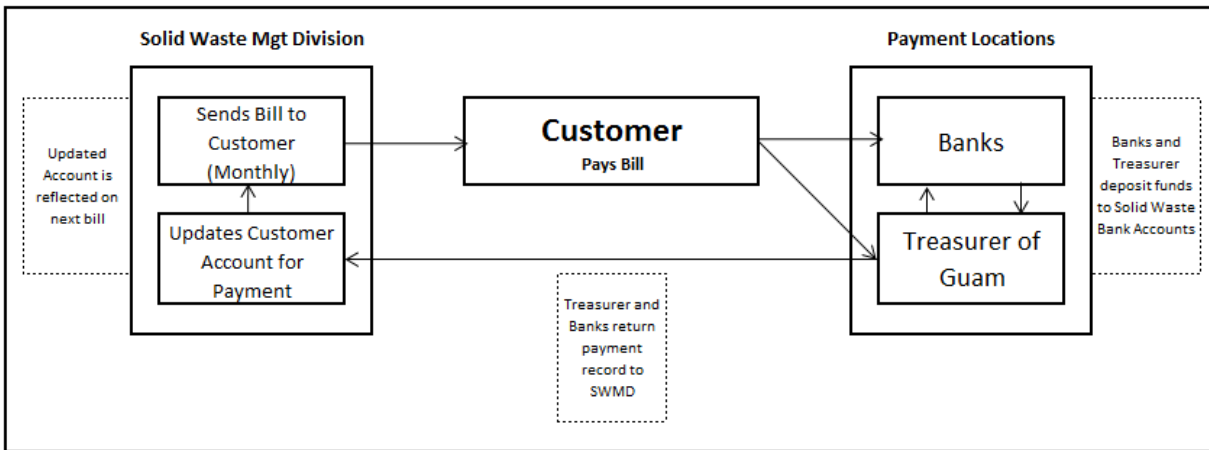 Solid Waste Mgt Division
Payment Locations
Updated
Account is
reflected on
next bill
Sends Bill to
Customer
(Monthly)
Updates Customer
Account for
Payment
Customer
Pays Bill
Treasurer and
Banks return
payment
record to
SWMD
Banks
Treasurer of
Guam
Banks and
Treasurer
deposit funds
to Solid Waste
Bank Accounts